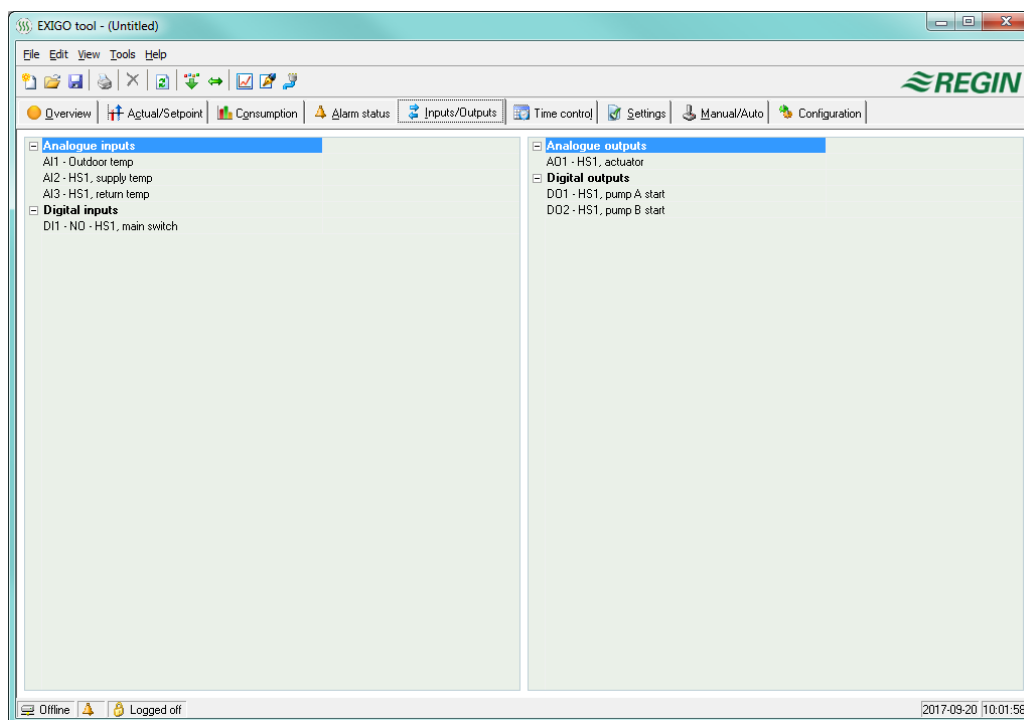 EXIGO tool - (Untitled)
File Edit View Tools Help
REGIN
Overview Actual/Setpoint Consumption Alarm status Inputs/Outputs Time control Settings Manual/Auto Configuration
Analogue inputs
AI1 - Outdoor temp
AI2 - HS1, supply temp
AI3 - HS1, return temp
Digital inputs
DI1 - NO - HS1, main switch
Analogue outputs
AO1 - HS1, actuator
Digital outputs
DO1 - HS1, pump A start
DO2 - HS1, pump B start
Offline Logged off 2017-09-20 10:01:58